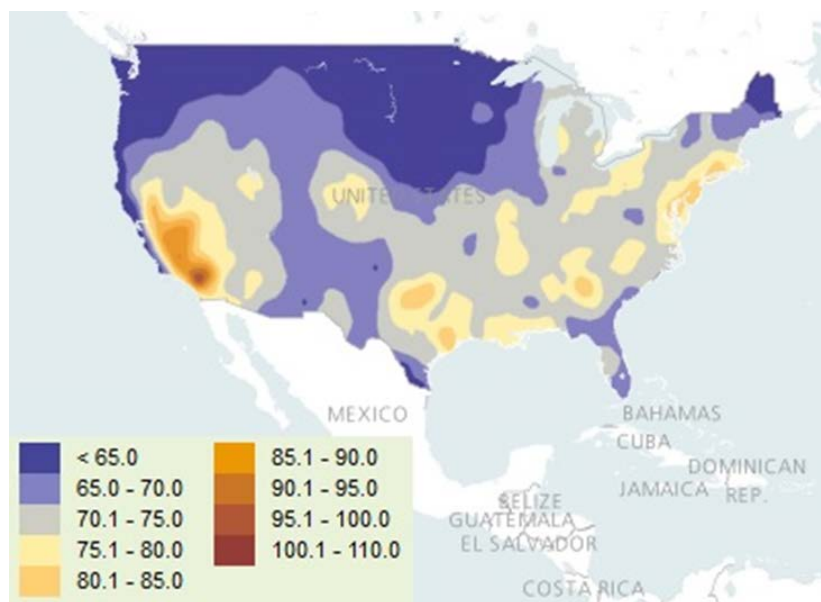 UNITED STATES
MEXICO
BAHAMAS
CUBA
DOMINICAN
REP.
JAMAICA
BELIZE
GUATEMALA
EL SALVADOR
COSTA RICA
< 65.0
65.0 - 70.0
70.1 - 75.0
75.1 - 80.0
80.1 - 85.0
85.1 - 90.0
90.1 - 95.0
95.1 - 100.0
100.1 - 110.0